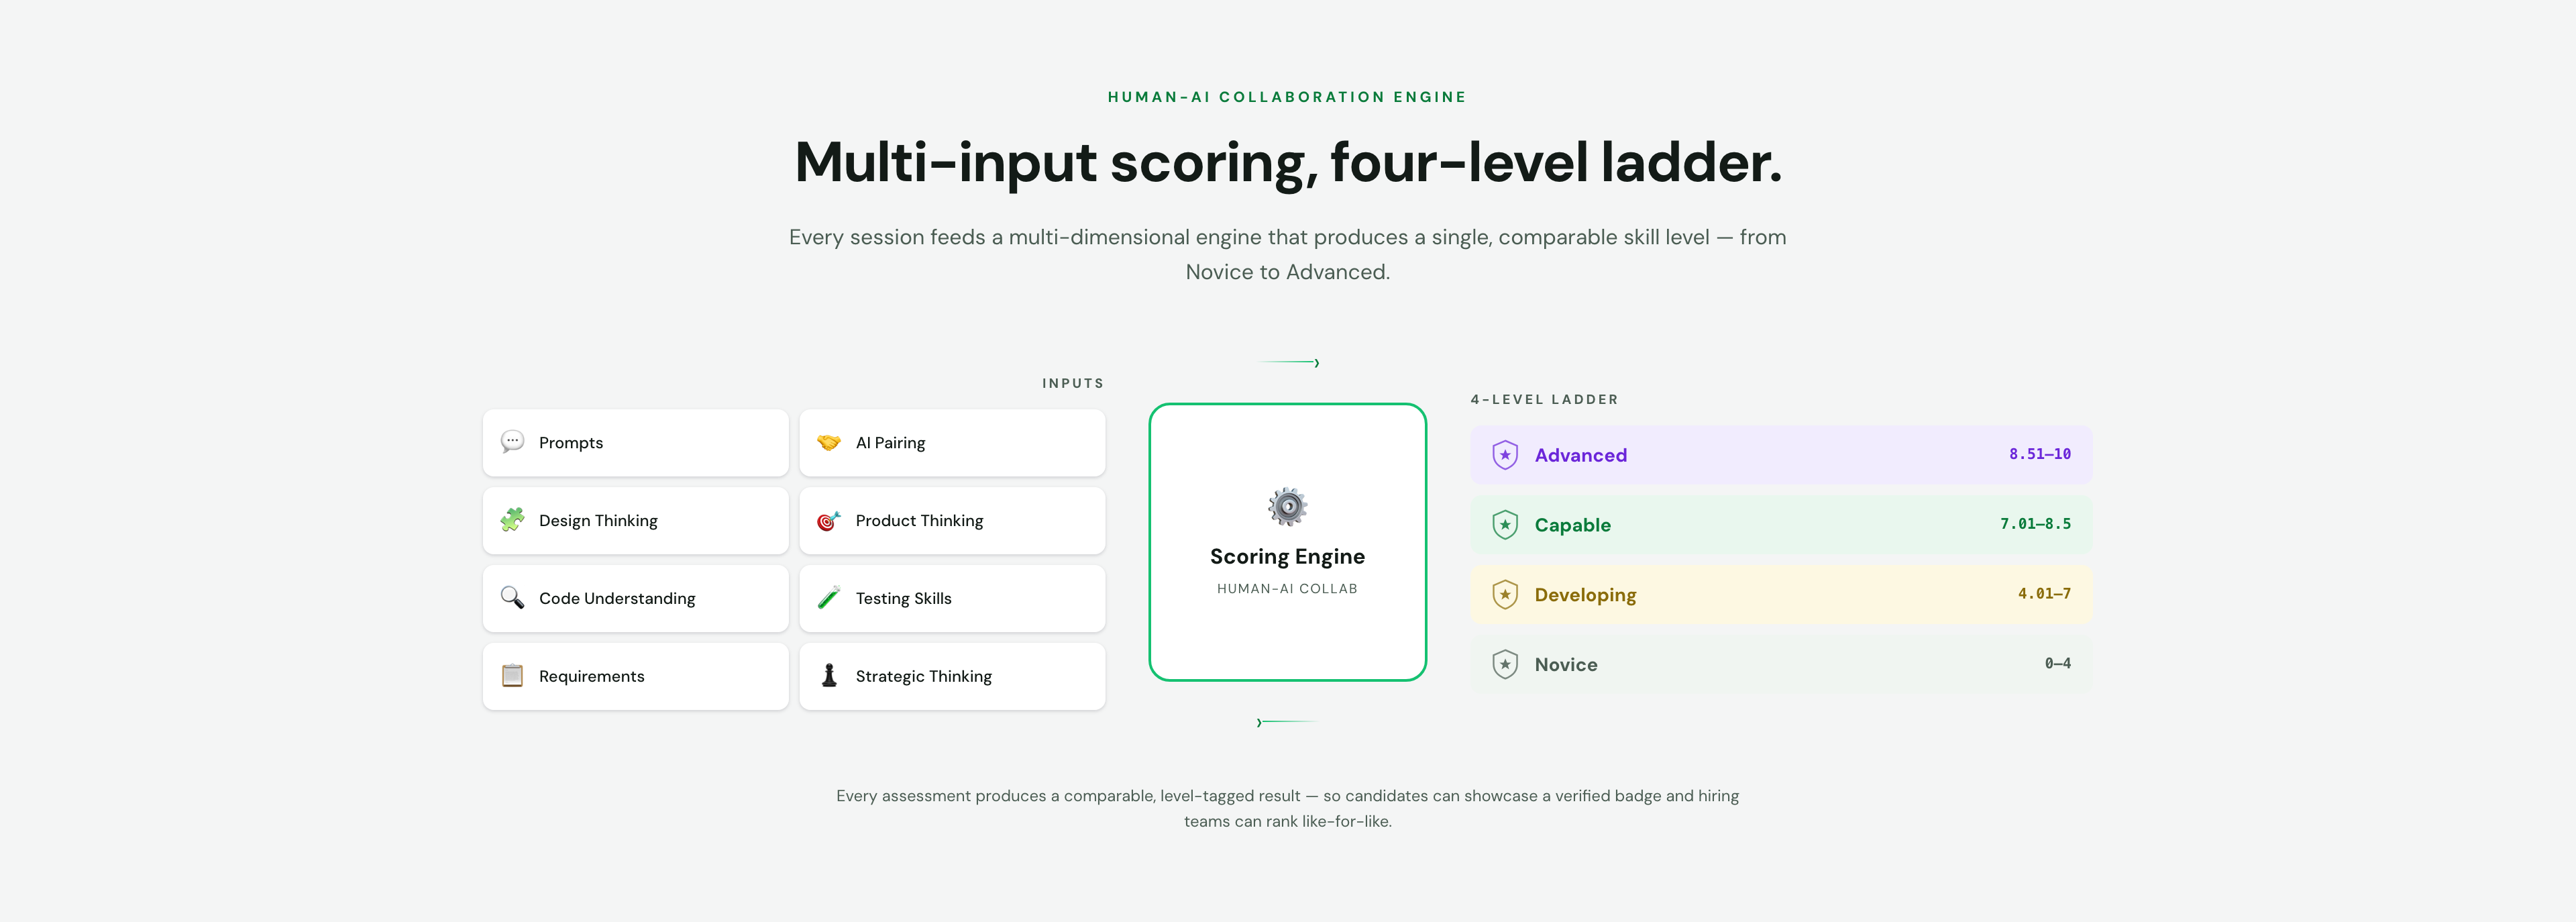 HUMAN-AI COLLABORATION ENGINE
Multi-input scoring, four-level ladder.
Every session feeds a multi-dimensional engine that produces a single, comparable skill level — from
Novice to Advanced.
INPUTS
Prompts
AI Pairing
Design Thinking
Product Thinking
Code Understanding
Testing Skills
Requirements
Strategic Thinking
Scoring Engine
HUMAN-AI COLLAB
4-LEVEL LADDER
Advanced 8.51–10
Capable 7.01–8.5
Developing 4.01–7
Novice 0–4
Every assessment produces a comparable, level-tagged result — so candidates can showcase a verified badge and hiring
teams can rank like-for-like.